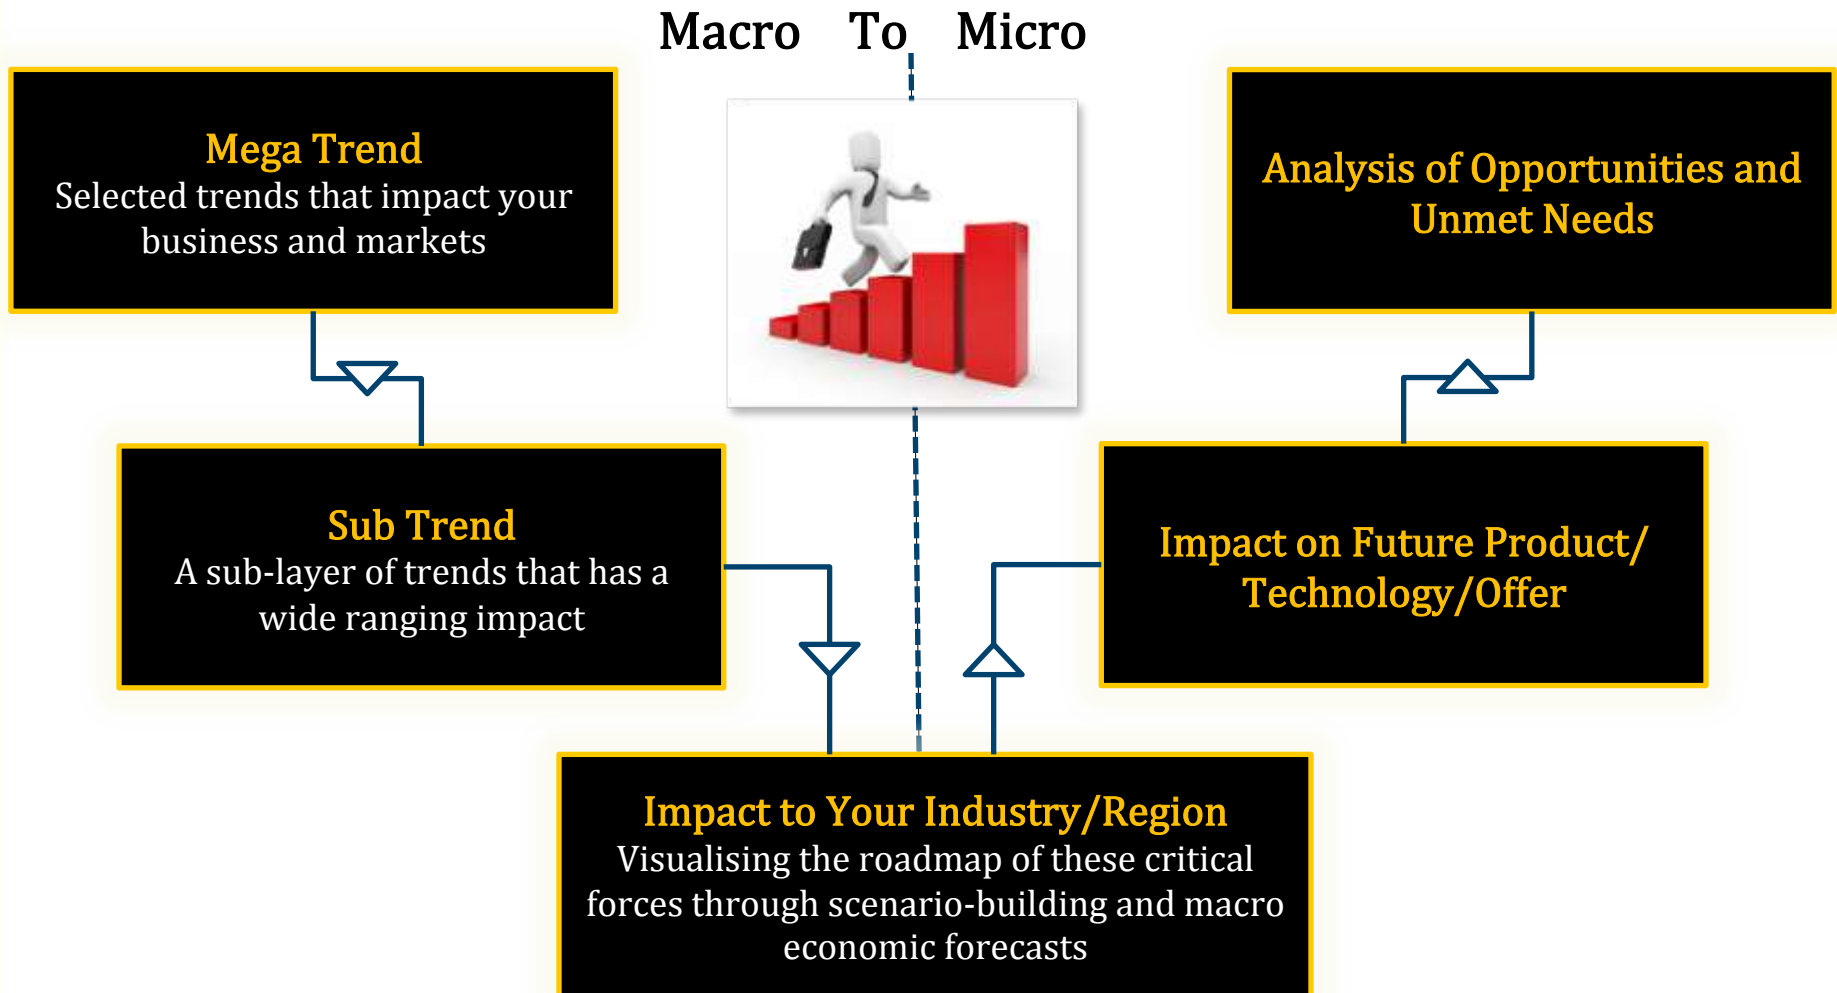 Macro To Micro
Mega Trend
Selected trends that impact your
business and markets
Sub Trend
A sub-layer of trends that has a
wide ranging impact
Impact to Your Industry/Region
Visualising the roadmap of these critical
forces through scenario-building and macro
economic forecasts
Impact on Future Product/
Technology/Offer
Analysis of Opportunities and
Unmet Needs